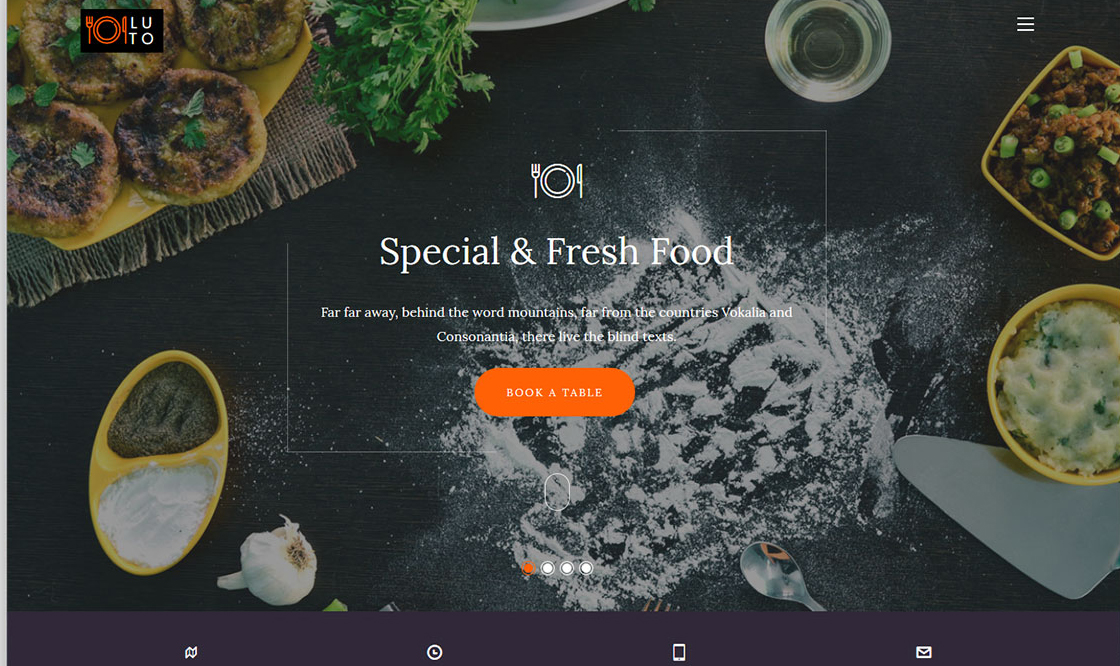 LU
TO
Special & Fresh Food
Far far away, behind the word mountains, far from the countries Vokalia and
Consonantia, there live the blind texts.
BOOK A TABLE